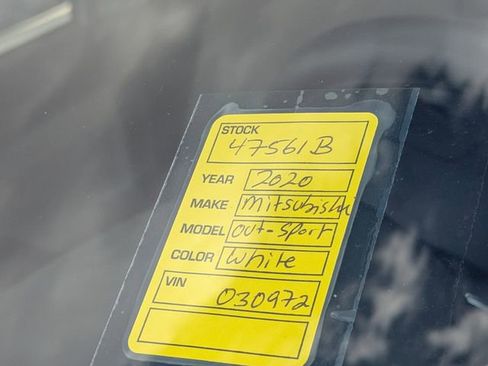 STOCK
47561B
YEAR 2020
MAKE Mitsubishi
MODEL Out-Sport
COLOR White
VIN
030972